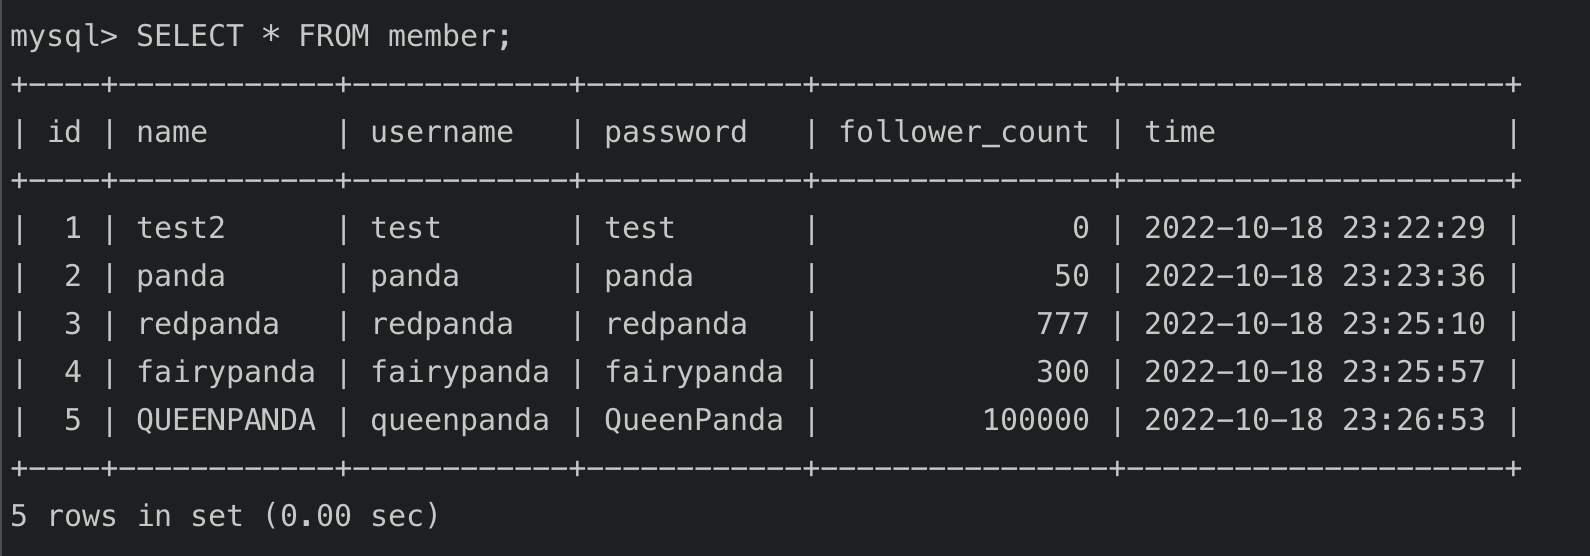 mysql> SELECT * FROM member;
+----+------------+------------+------------+----------------+---------------------+
| id | name       | username   | password   | follower_count | time                |
+----+------------+------------+------------+----------------+---------------------+
|  1 | test2      | test       | test       |              0 | 2022-10-18 23:22:29 |
|  2 | panda      | panda      | panda      |             50 | 2022-10-18 23:23:36 |
|  3 | redpanda   | redpanda   | redpanda   |            777 | 2022-10-18 23:25:10 |
|  4 | fairypanda | fairypanda | fairypanda |            300 | 2022-10-18 23:25:57 |
|  5 | QUEENPANDA | queenpanda | QueenPanda |         100000 | 2022-10-18 23:26:53 |
+----+------------+------------+------------+----------------+---------------------+
5 rows in set (0.00 sec)